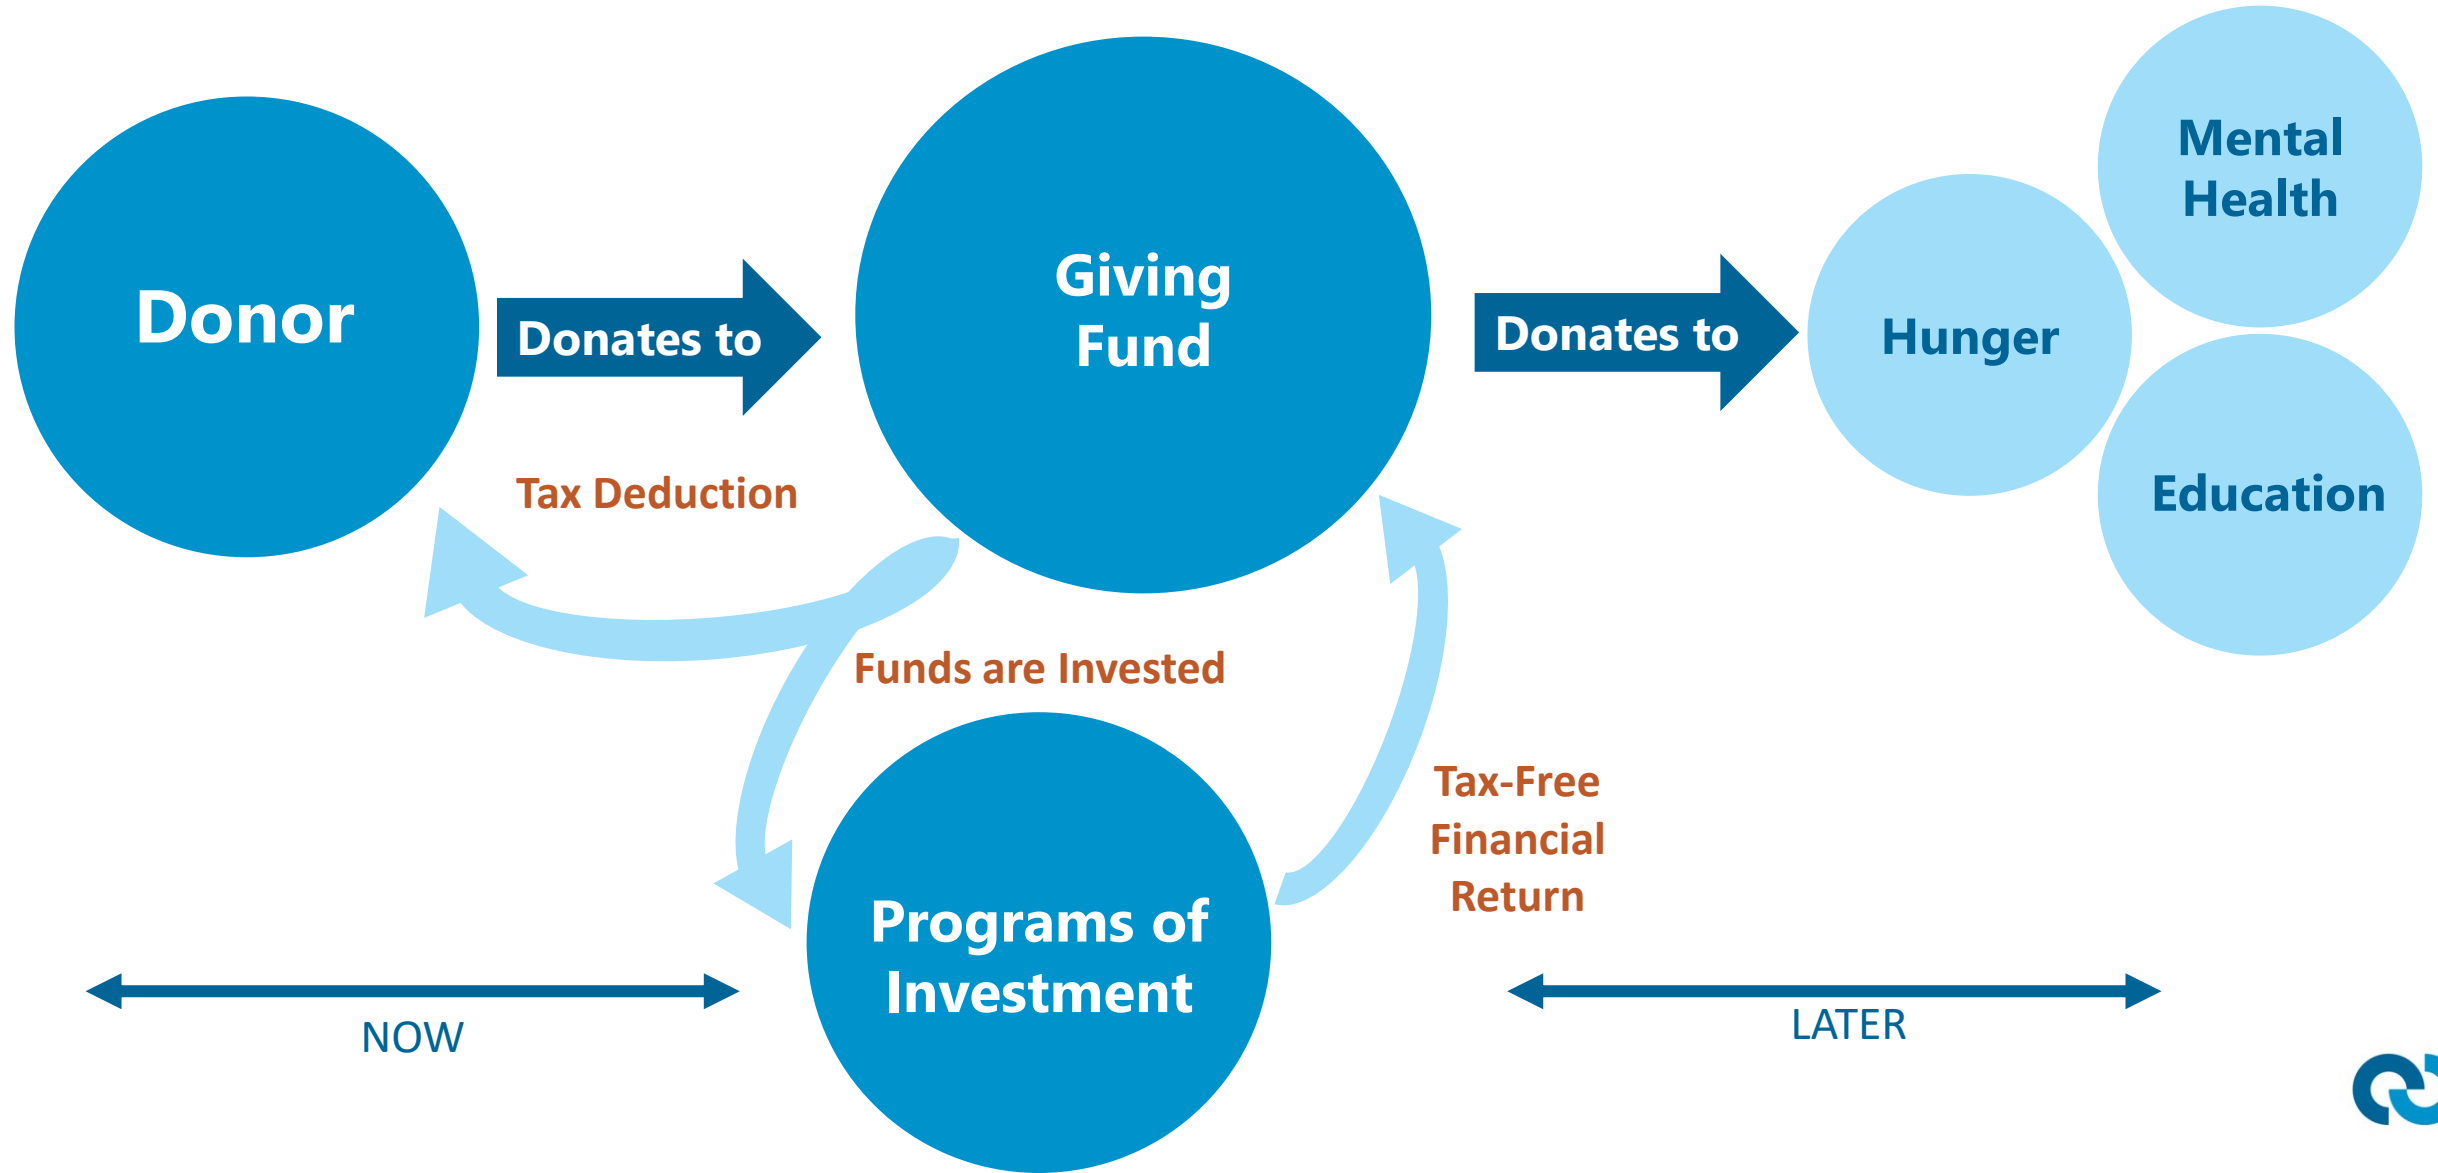 Donor
Donates to
Tax Deduction
Giving
Fund
Donates to
Hunger
Mental
Health
Education
Funds are Invested
Programs of
Investment
Tax-Free
Financial
Return
NOW
LATER